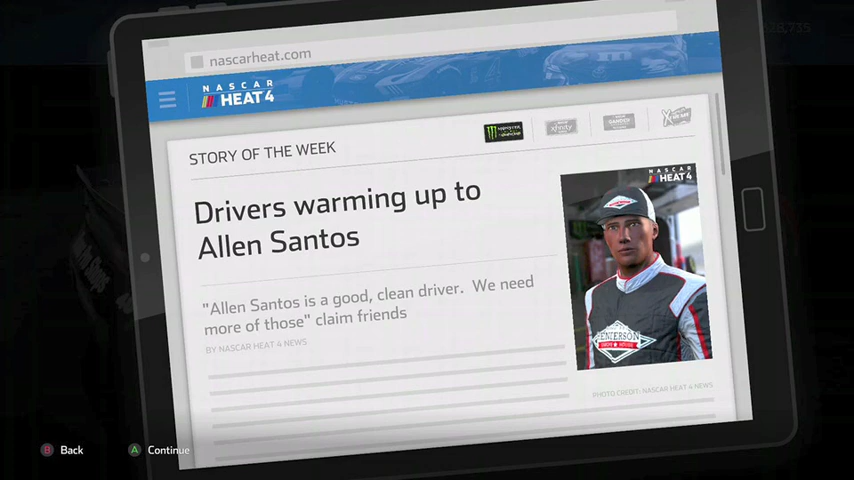 nascarheat.com
NASCAR
HEAT 4
STORY OF THE WEEK
Drivers warming up to
Allen Santos
"Allen Santos is a good, clean driver. We need
more of those" claim friends
BY NASCAR HEAT 4 NEWS
NASCAR
HEAT 4
PHOTO CREDIT: NASCAR HEAT 4 NEWS
B Back
A Continue